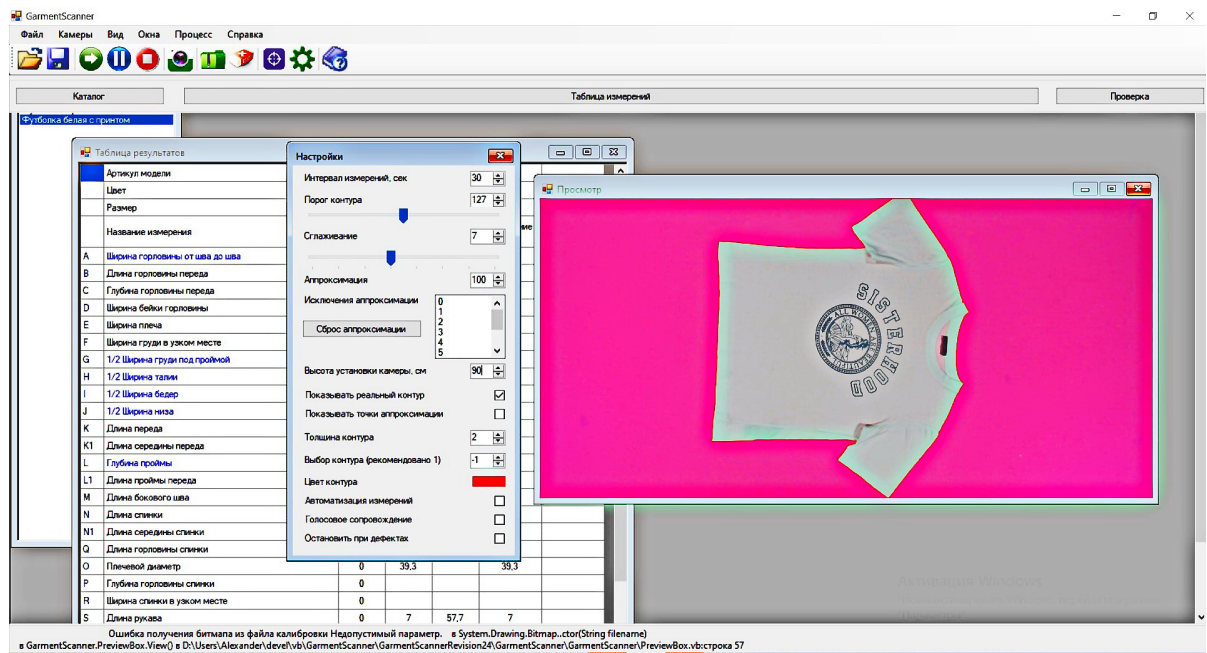 GarmentScanner
Файл Камеры Вид Окна Процесс Справка
Каталог Таблица измерений Проверка
Футболка белая с принтом
Таблица результатов
Артикул модели
Цвет
Размер
Название измерения
A Ширина горловины от шва до шва
B Длина горловины переда
C Глубина горловины переда
D Ширина бейки горловины
E Ширина плеча
F Ширина груди в узком месте
G 1/2 Ширина груди под проймой
H 1/2 Ширина талии
I 1/2 Ширина бедер
J 1/2 Ширина низа
K Длина переда
K1 Длина середины переда
L Глубина проймы
L1 Длина проймы переда
M Длина бокового шва
N Длина спинки
N1 Длина середины спинки
Q Длина горловины спинки
O Плечевой диаметр 0 39,3 39,3
P Глубина горловины спинки 0
R Ширина спинки в узком месте 0
S Длина рукава 0 7 57,7 7
Настройки
Интервал измерений, сек 30
Порог контура 127
Сглаживание 7
Аппроксимация 100
Исключения аппроксимации 0
1
2
3
4
5
Сброс аппроксимации
Высота установки камеры, см 90
Показывать реальный контур
Показывать точки аппроксимации
Толщина контура 2
Выбор контура (рекомендовано 1) -1
Цвет контура
Автоматизация измерений
Голосовое сопровождение
Остановить при дефектах
Просмотр
SISTERHOOD
ALL WOMEN ARE BEAUTIFUL
Активация Windows
Ошибка получения битмапа из файла калибровки Недопустимый параметр. в System.Drawing.Bitmap..ctor(String filename)
в GarmentScanner.PreviewBox.View() в D:\Users\Alexander\devel\vb\GarmentScanner\GarmentScannerRevision24\GarmentScanner\GarmentScanner\PreviewBox.vb:строка 57